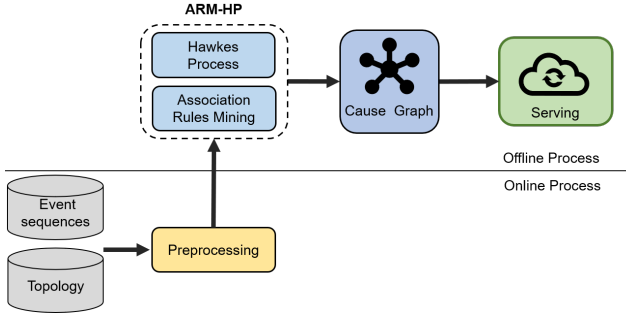 ARM-HP
Hawkes
Process
Association
Rules Mining
Cause Graph
Serving
Offline Process
Online Process
Event
sequences
Preprocessing
Topology